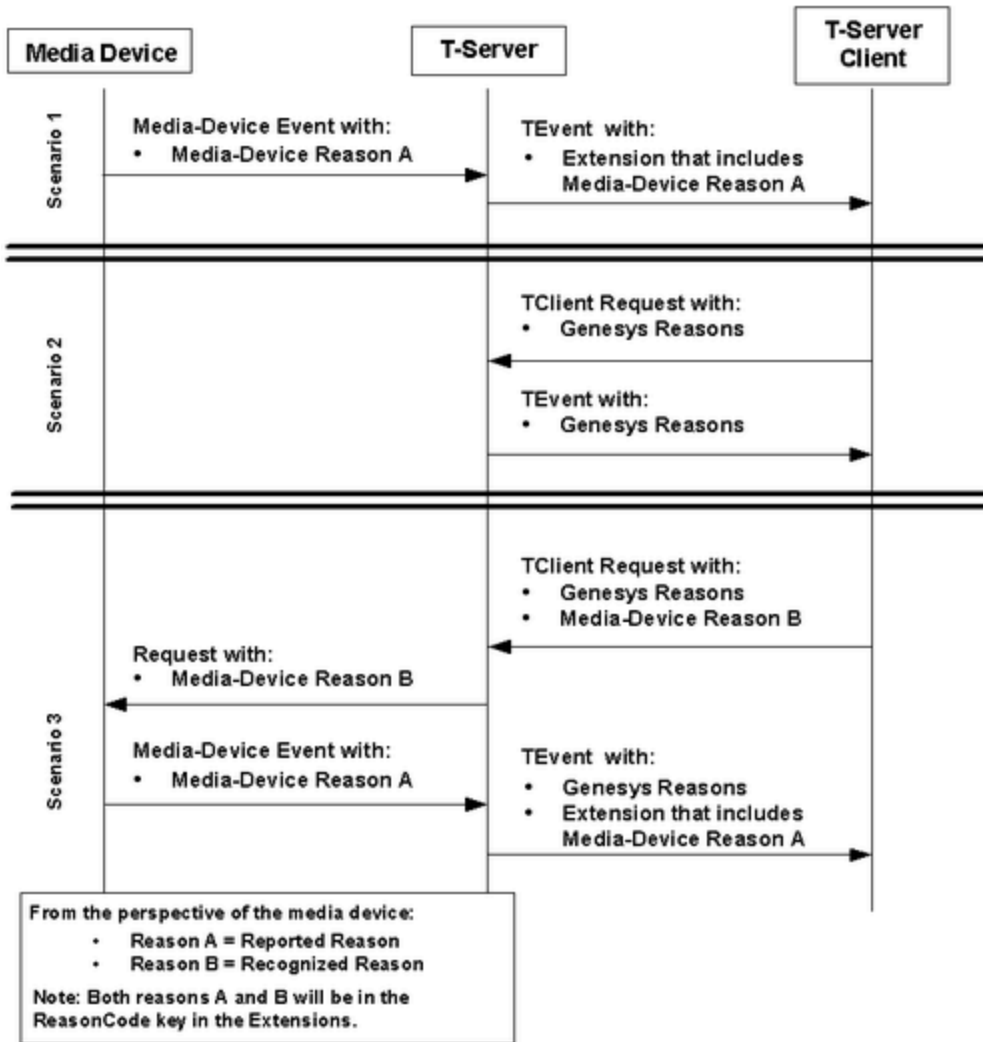 Media Device
T-Server
T-Server
Client
Scenario 1
Media-Device Event with:
• Media-Device Reason A
TEvent with:
• Extension that includes
Media-Device Reason A
Scenario 2
TClient Request with:
• Genesys Reasons
TEvent with:
• Genesys Reasons
Scenario 3
TClient Request with:
• Genesys Reasons
• Media-Device Reason B
Request with:
• Media-Device Reason B
Media-Device Event with:
• Media-Device Reason A
TEvent with:
• Genesys Reasons
• Extension that includes
Media-Device Reason A
From the perspective of the media device:
• Reason A = Reported Reason
• Reason B = Recognized Reason
Note: Both reasons A and B will be in the
ReasonCode key in the Extensions.